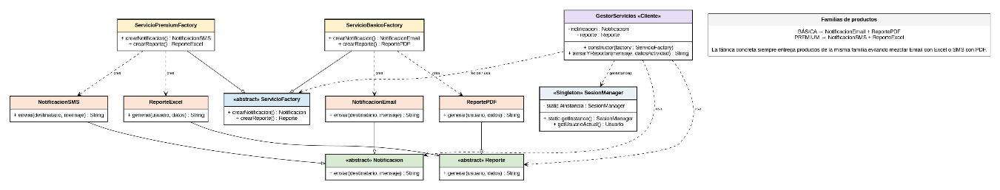 GestorServicios «Cliente»
- notificacion : Notificacion
- reporte : Reporte
+ constructor(factory : ServicioFactory)
+ avisarYReportar(mensaje, datosActividad) : String
Familias de productos
BÁSICA → NotificacionEmail + ReportePDF
PREMIUM → NotificacionSMS + ReporteExcel
La fábrica concreta siempre entrega productos de la misma familia,evitando mezclar Email con Excel o SMS con PDF.
ServicioPremiumFactory
+ crearNotificacion() : NotificacionSMS
+ crearReporte() : ReporteExcel
ServicioBasicoFactory
+ crearNotificacion() : NotificacionEmail
+ crearReporte() : ReportePDF
crea
crea
crea
crea
recibe / usa
getInstance()
usa
usa
NotificacionSMS
+ enviar(destinatario, mensaje) : String
ReporteExcel
+ generar(usuario, datos) : String
«abstract» ServicioFactory
+ crearNotificacion() : Notificacion
+ crearReporte() : Reporte
NotificacionEmail
+ enviar(destinatario, mensaje) : String
ReportePDF
+ generar(usuario, datos) : String
«Singleton» SesionManager
- static #instancia : SesionManager
+ static getInstance() : SesionManager
+ getUsuarioActual() : Usuario
«abstract» Notificacion
+ enviar(destinatario, mensaje) : String
«abstract» Reporte
+ generar(usuario, datos) : String